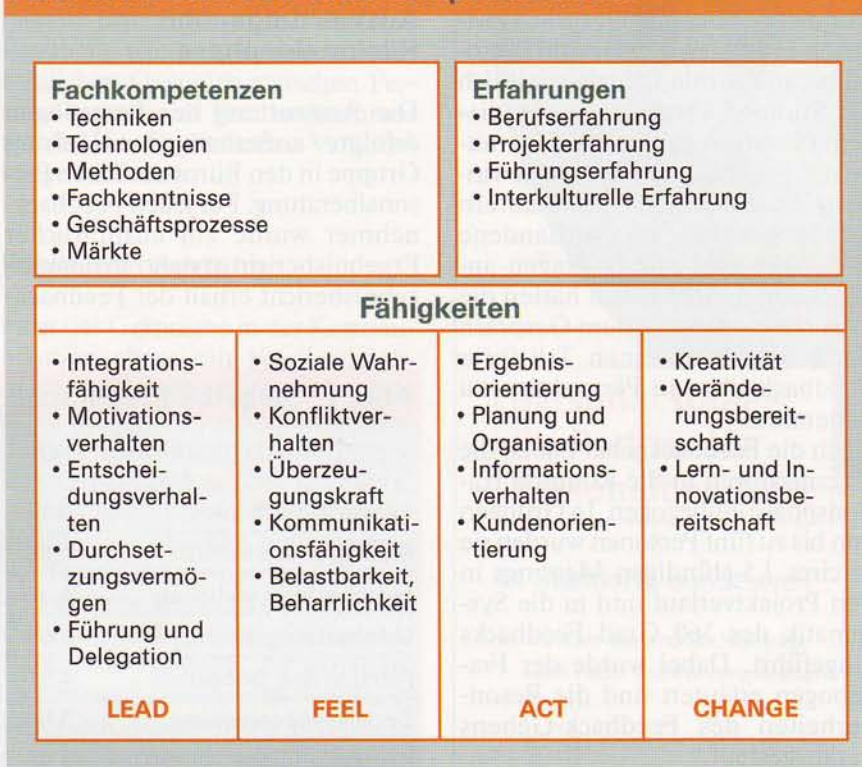 Fachkompetenzen
• Techniken
• Technologien
• Methoden
• Fachkenntnisse
• Geschäftsprozesse
• Märkte
Erfahrungen
• Berufserfahrung
• Projekterfahrung
• Führungserfahrung
• Interkulturelle Erfahrung
Fähigkeiten
• Integrations-
fähigkeit
• Motivations-
verhalten
• Entschei-
dungsverhal-
ten
• Durchset-
zungsvermö-
gen
• Führung und
Delegation
LEAD
• Soziale Wahr-
nehmung
• Konfliktver-
halten
• Überzeu-
gungskraft
• Kommunikati-
onsfähigkeit
• Belastbarkeit,
Beharrlichkeit
FEEL
• Ergebnis-
orientierung
• Planung und
Organisation
• Informations-
verhalten
• Kundenorien-
tierung
ACT
• Kreativität
• Verände-
rungsbereit-
schaft
• Lern- und In-
novationsbe-
reitschaft
CHANGE